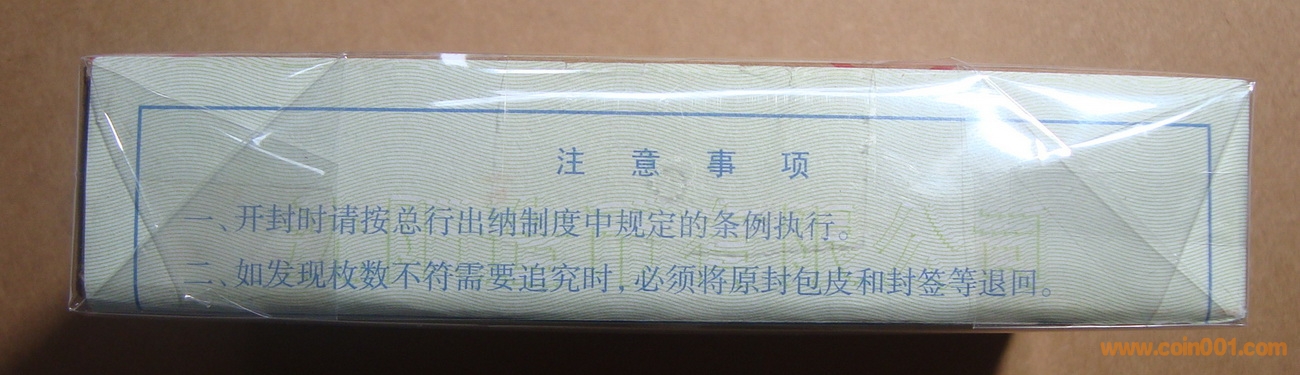 注意事项
一、开封时请按总行出纳制度中规定的条例执行。
二、如发现枚数不符需要追究时,必须将原封包皮和封签等退回。
www.coin001.com